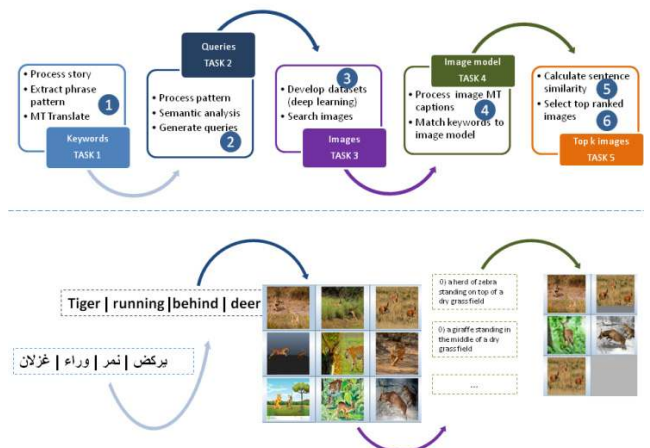 • Process story
• Extract phrase
pattern
• MT Translate
1
Keywords
TASK 1
Queries
TASK 2
• Process pattern
• Semantic analysis
• Generate queries
2
3
• Develop datasets
(deep learning)
• Search images
Images
TASK 3
Image model
TASK 4
• Process image MT
captions
4
• Match keywords to
image model
• Calculate sentence
similarity
5
• Select top ranked
images
6
Top k images
TASK 5
Tiger | running |behind | deer
يركض | نمر | وراء | غزلان
0) a herd of zebra
standing on top of a
dry grass field
0) a giraffe standing in
the middle of a dry
grass field
...